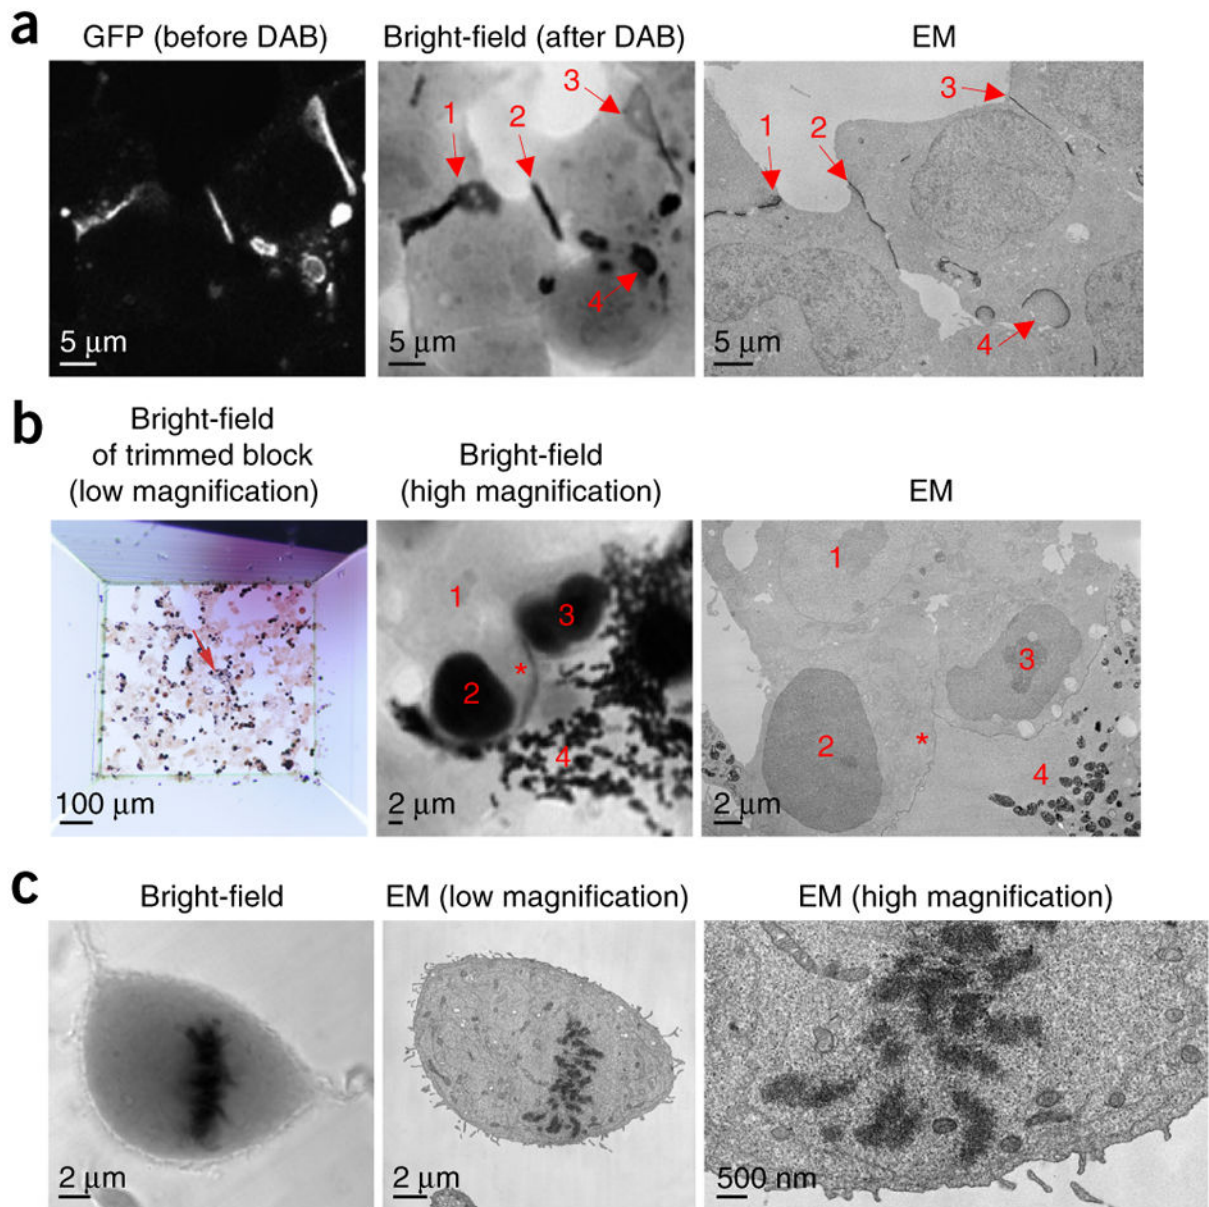 a
GFP (before DAB)
Bright-field (after DAB)
EM
1
2
3
4
1
2
3
4
5 μm
5 μm
5 μm
b
Bright-field
of trimmed block
(low magnification)
Bright-field
(high magnification)
EM
1
3
*
2
4
1
3
2
*
4
100 μm
2 μm
2 μm
c
Bright-field
EM (low magnification)
EM (high magnification)
2 μm
2 μm
500 nm